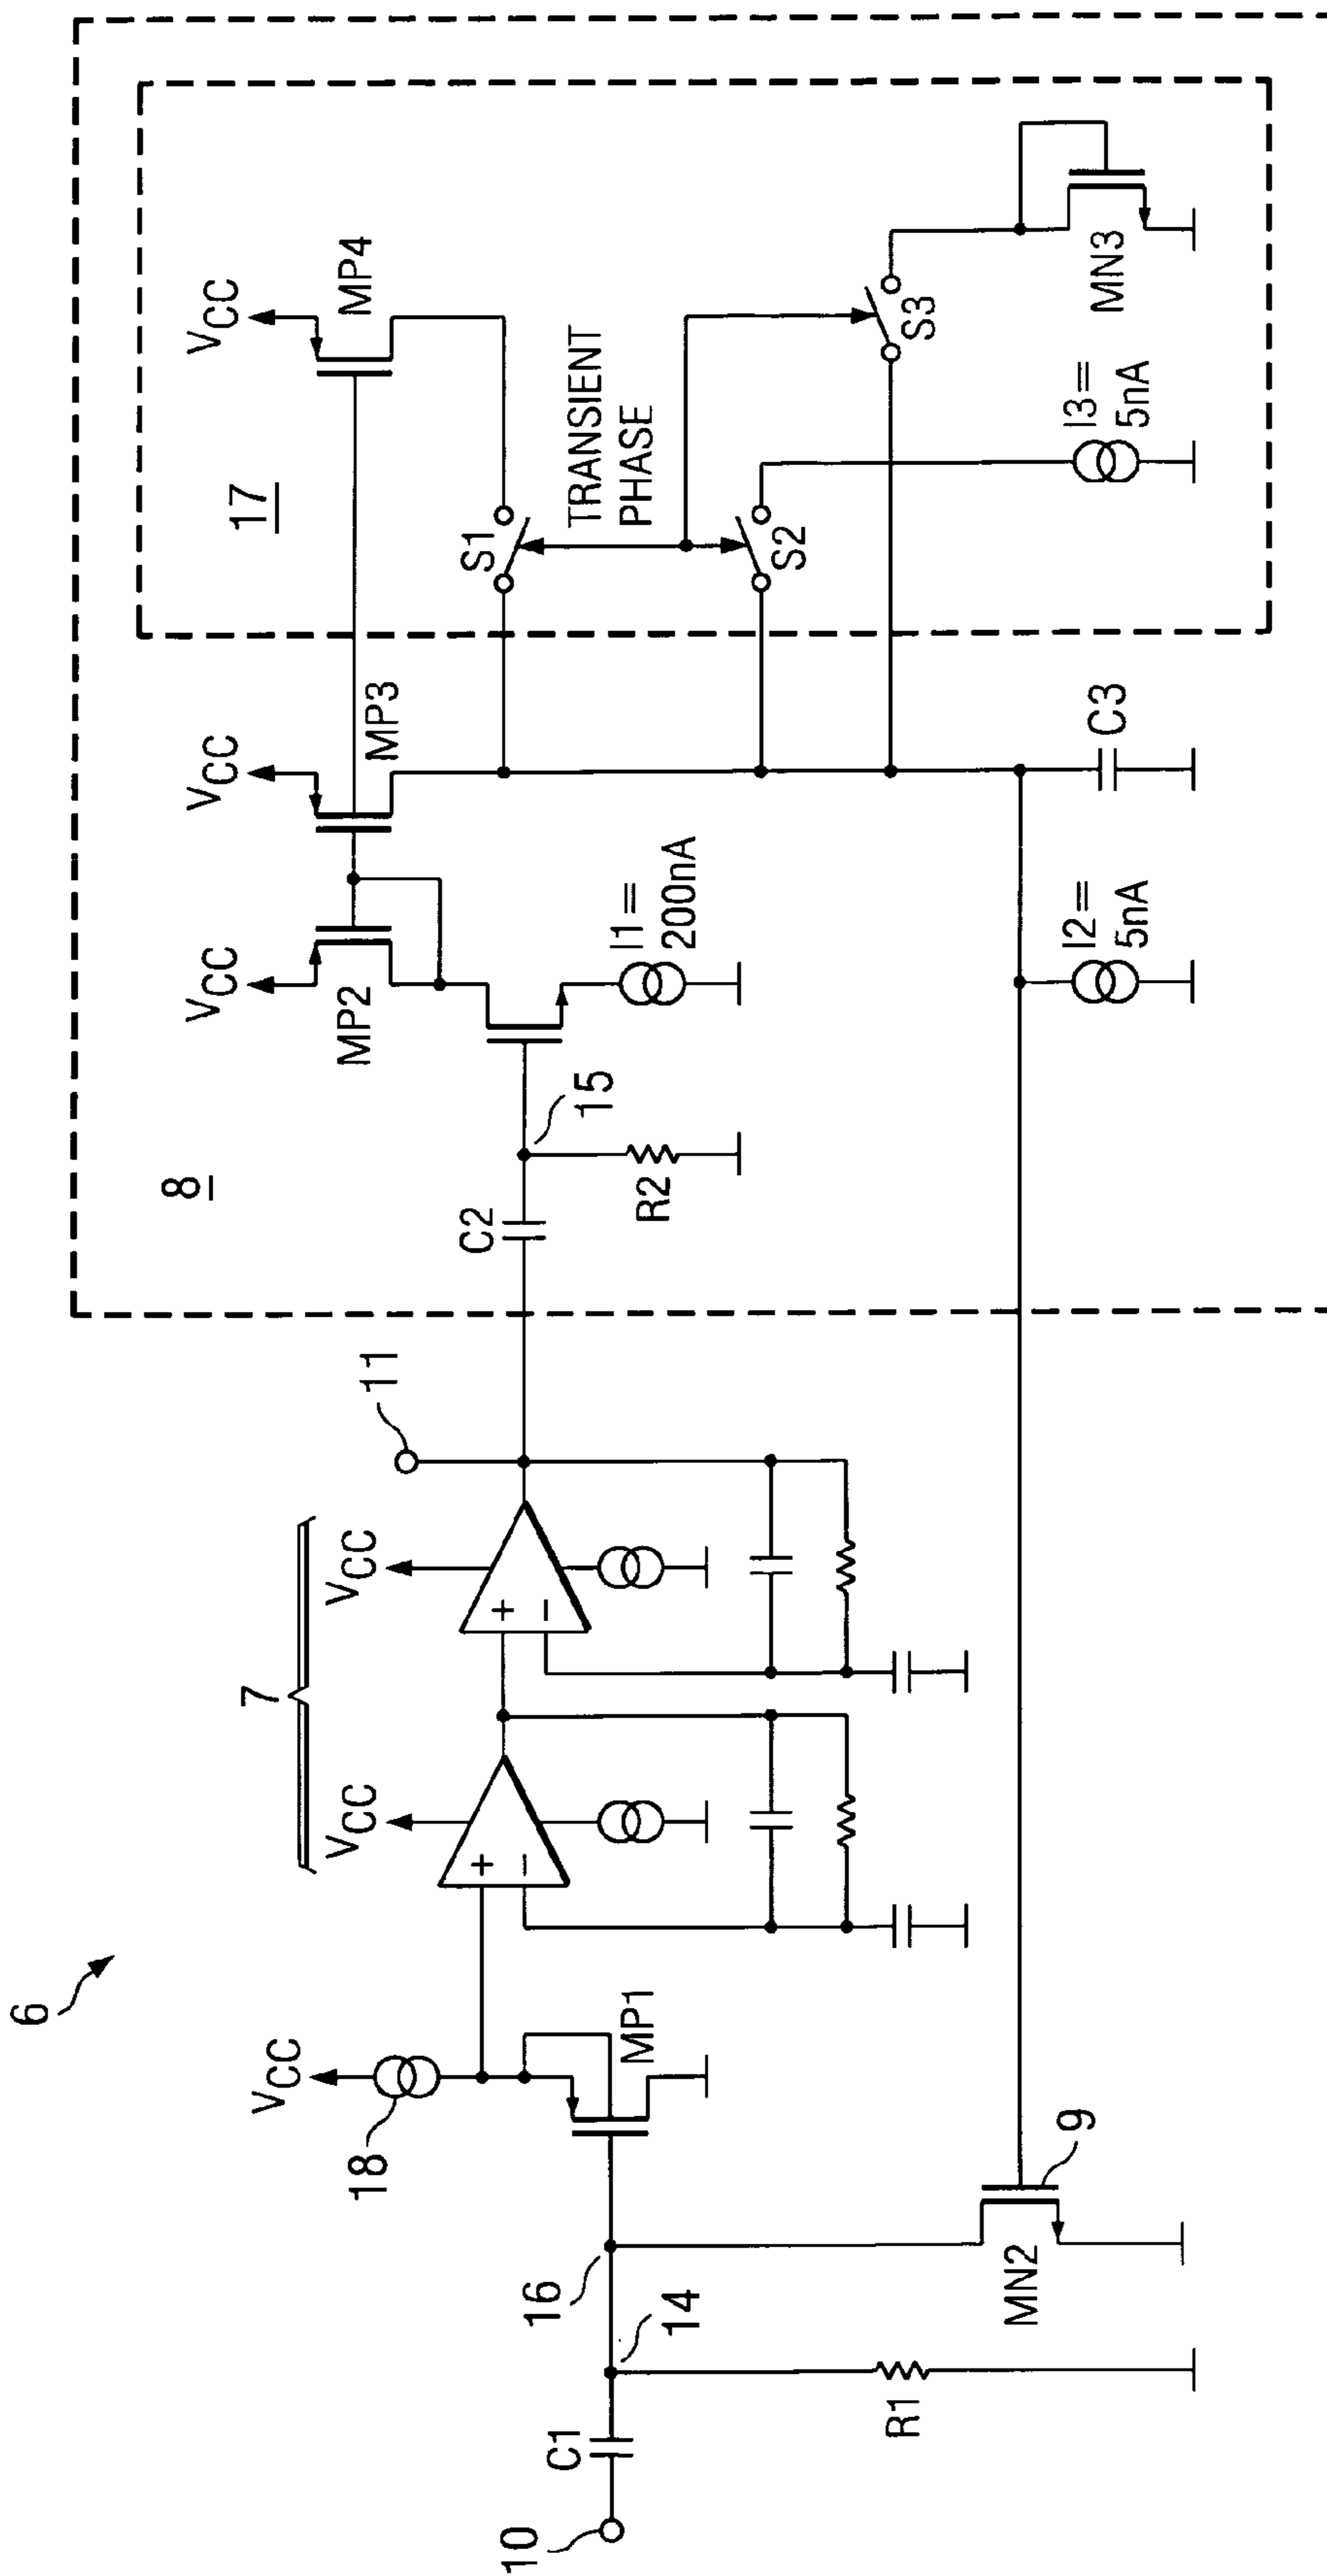 6
10
C1
14
R1
16
MN2
9
VCC
18
MP1
7
VCC
+
−
VCC
+
−
11
8
C2
15
R2
VCC
MP2
I1=
200nA
VCC
MP3
I2=
5nA
C3
17
VCC
MP4
S1
TRANSIENT
PHASE
S2
S3
I3=
5nA
MN3